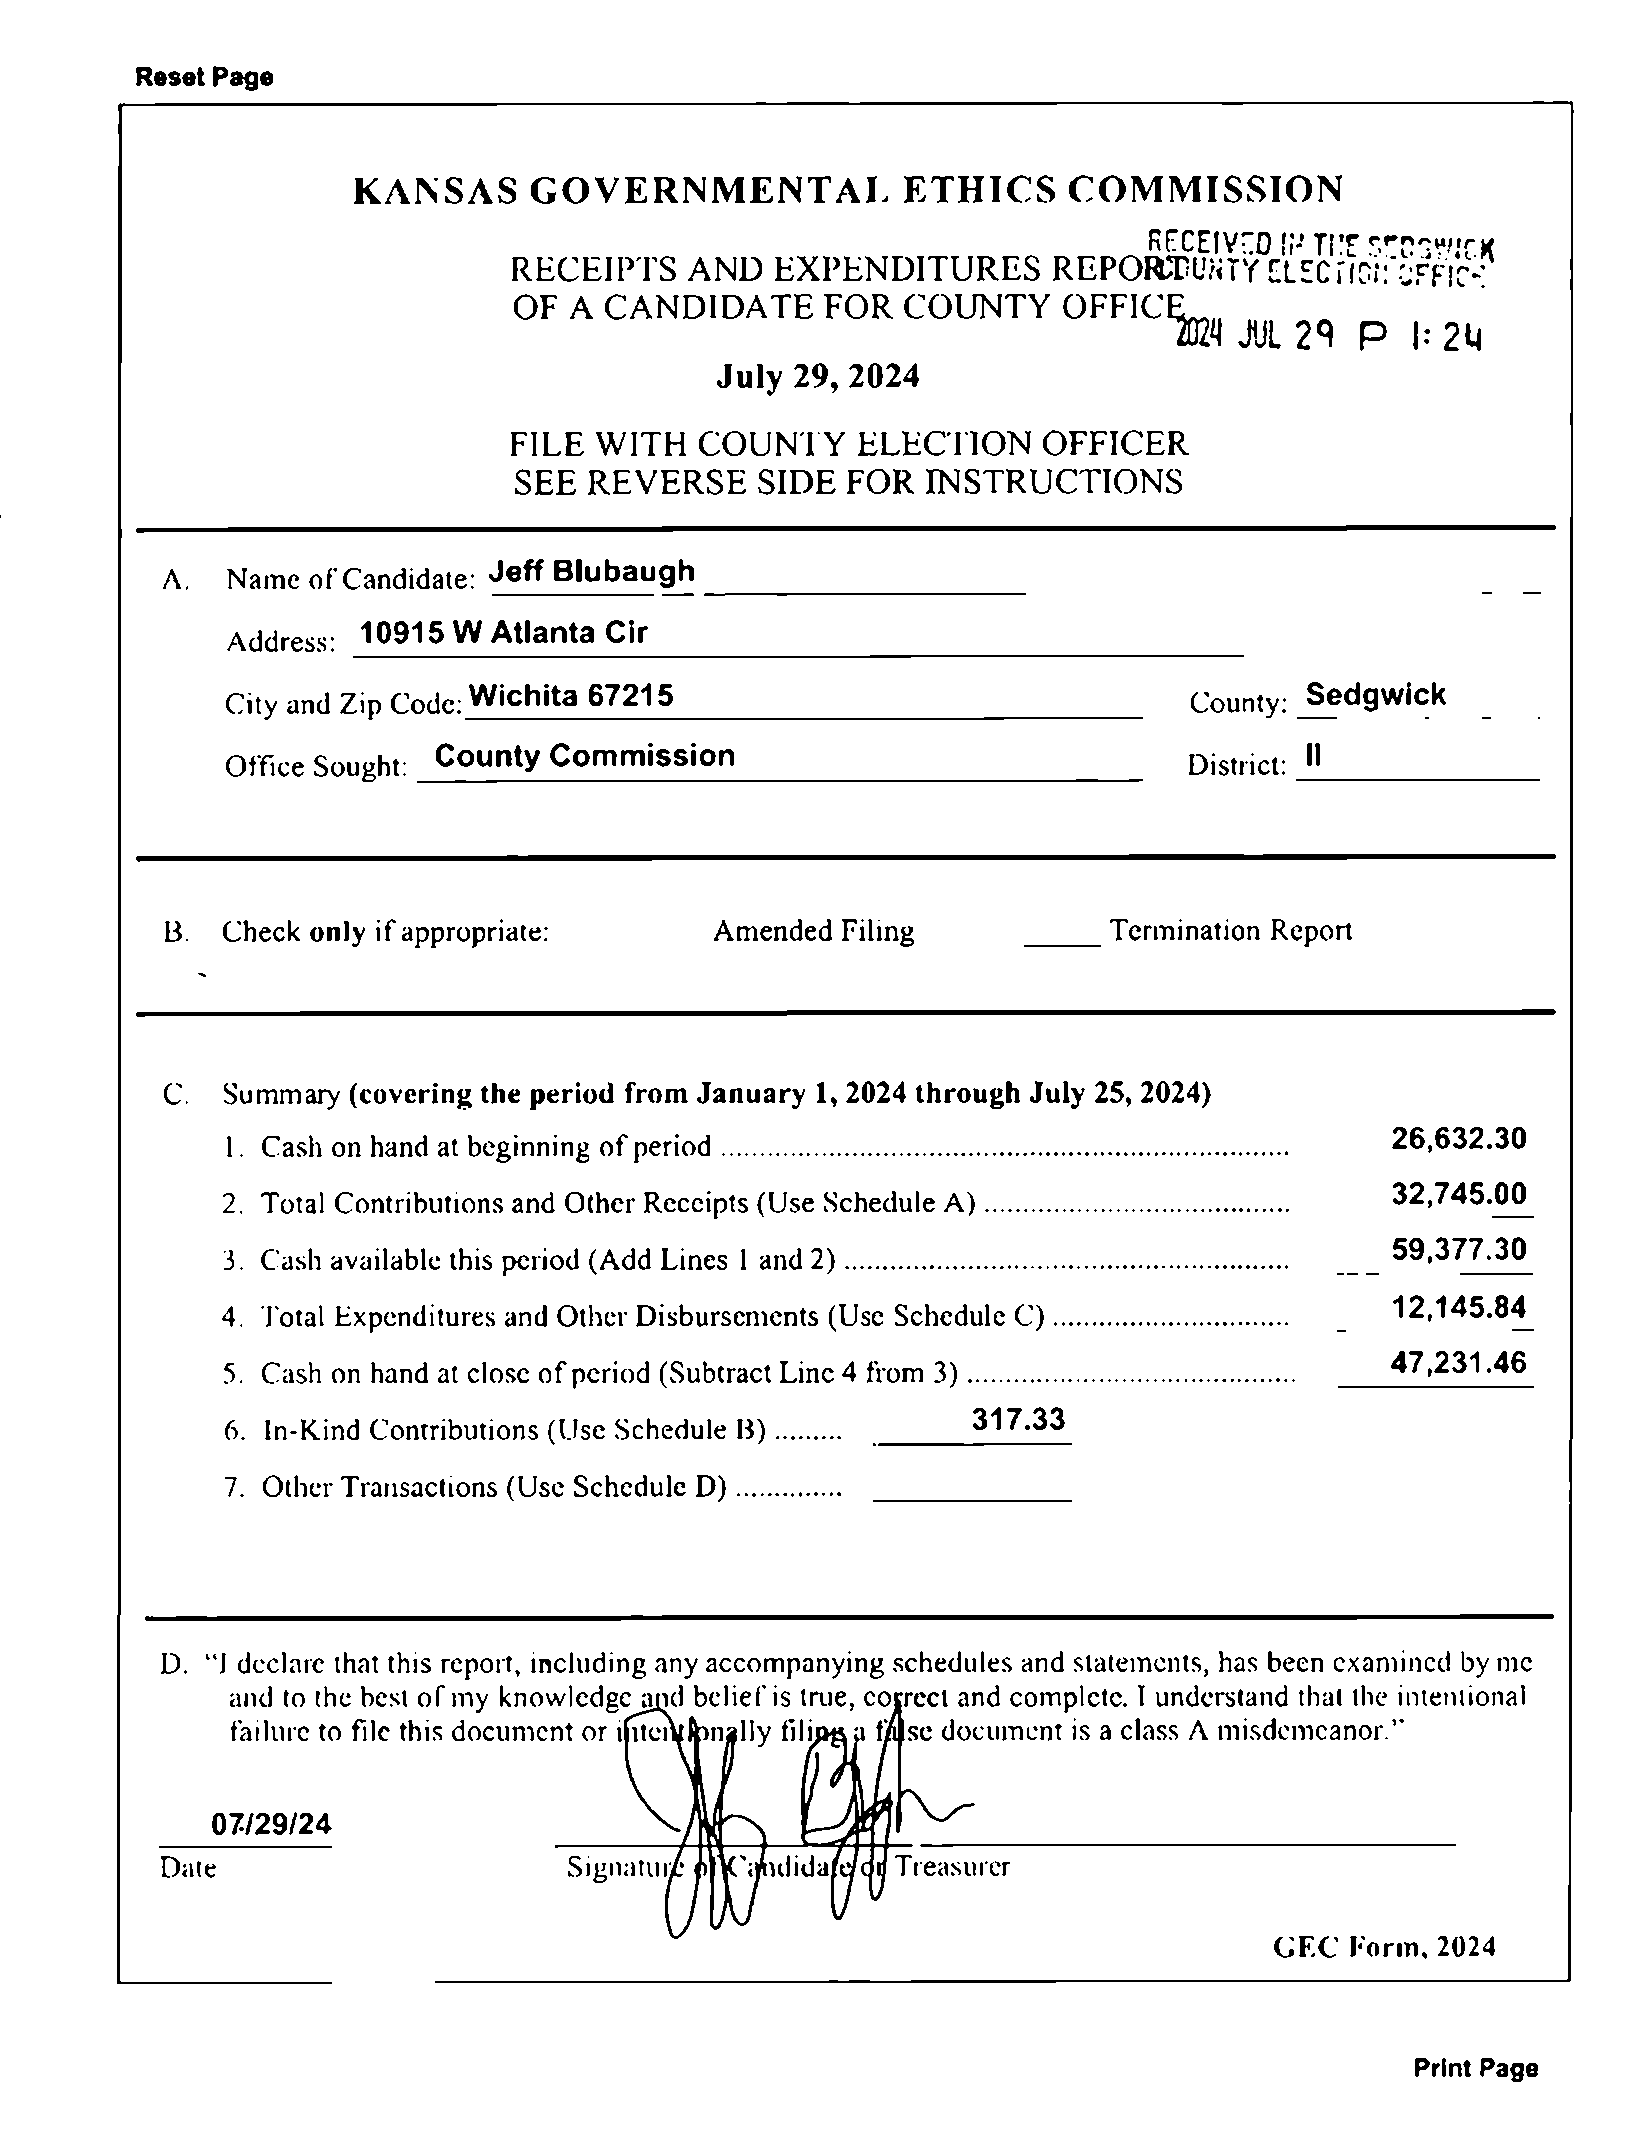 Reset Page
KANSAS GOVERNMENTAL ETHICS COMMISSION
RECEIVED IN THE SEDGWICK
RECEIPTS AND EXPENDITURES REPORT
COUNTY ELECTION OFFICE
OF A CANDIDATE FOR COUNTY OFFICE
2024 JUL 29 P 1:24
July 29, 2024
FILE WITH COUNTY ELECTION OFFICER
SEE REVERSE SIDE FOR INSTRUCTIONS
A. Name of Candidate: Jeff Blubaugh
Address: 10915 W Atlanta Cir
City and Zip Code: Wichita 67215 County: Sedgwick
Office Sought: County Commission District: II
B. Check only if appropriate: Amended Filing _____ Termination Report
C. Summary (covering the period from January 1, 2024 through July 25, 2024)
1. Cash on hand at beginning of period ........ 26,632.30
2. Total Contributions and Other Receipts (Use Schedule A) ........ 32,745.00
3. Cash available this period (Add Lines 1 and 2) ........ 59,377.30
4. Total Expenditures and Other Disbursements (Use Schedule C) ........ 12,145.84
5. Cash on hand at close of period (Subtract Line 4 from 3) ........ 47,231.46
6. In-Kind Contributions (Use Schedule B) ......... 317.33
7. Other Transactions (Use Schedule D) ..............
D. "I declare that this report, including any accompanying schedules and statements, has been examined by me
and to the best of my knowledge and belief is true, correct and complete. I understand that the intentional
failure to file this document or intentionally filing a false document is a class A misdemeanor."
07/29/24
Date Signature of Candidate or Treasurer
GEC Form, 2024
Print Page